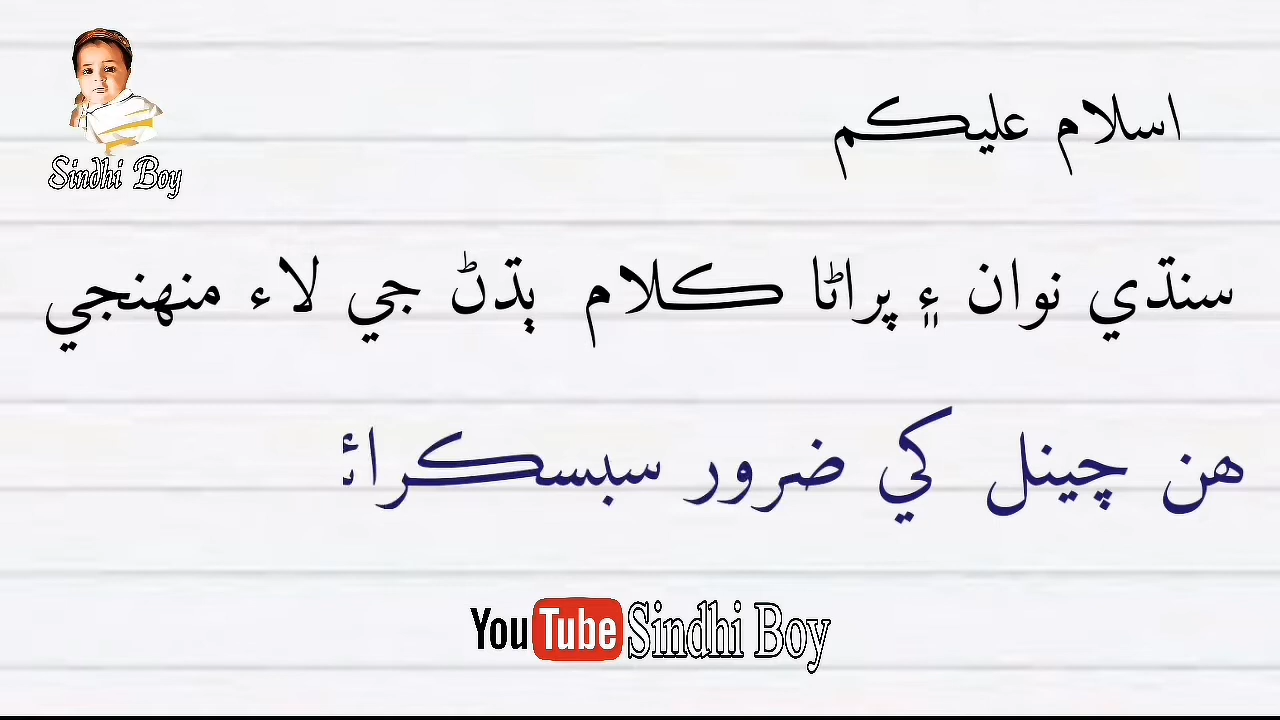 Sindhi Boy
اسلام عليڪم
سنڌي نوان ۽ پراڻا ڪلام ٻڌڻ جي لاء منهنجي
هن چينل کي ضرور سبسڪرائ
YouTube Sindhi Boy